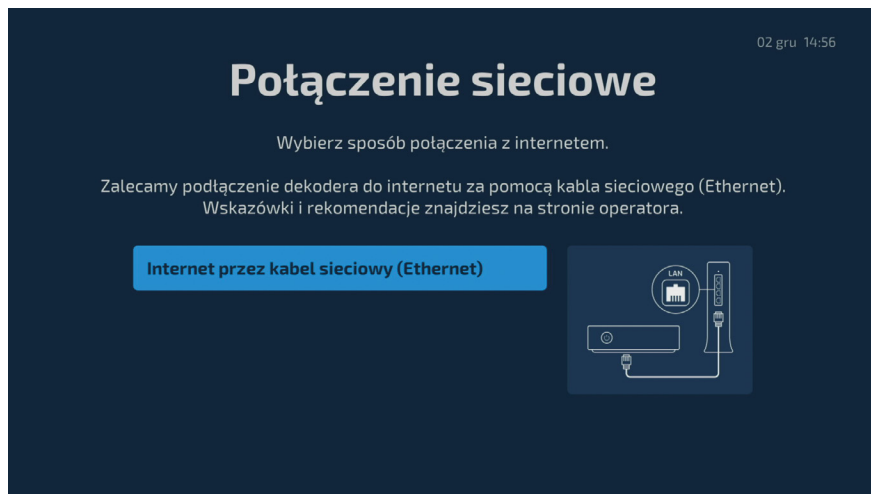 02 gru 14:56
Połączenie sieciowe
Wybierz sposób połączenia z internetem.
Zalecamy podłączenie dekodera do internetu za pomocą kabla sieciowego (Ethernet).
Wskazówki i rekomendacje znajdziesz na stronie operatora.
Internet przez kabel sieciowy (Ethernet)
LAN